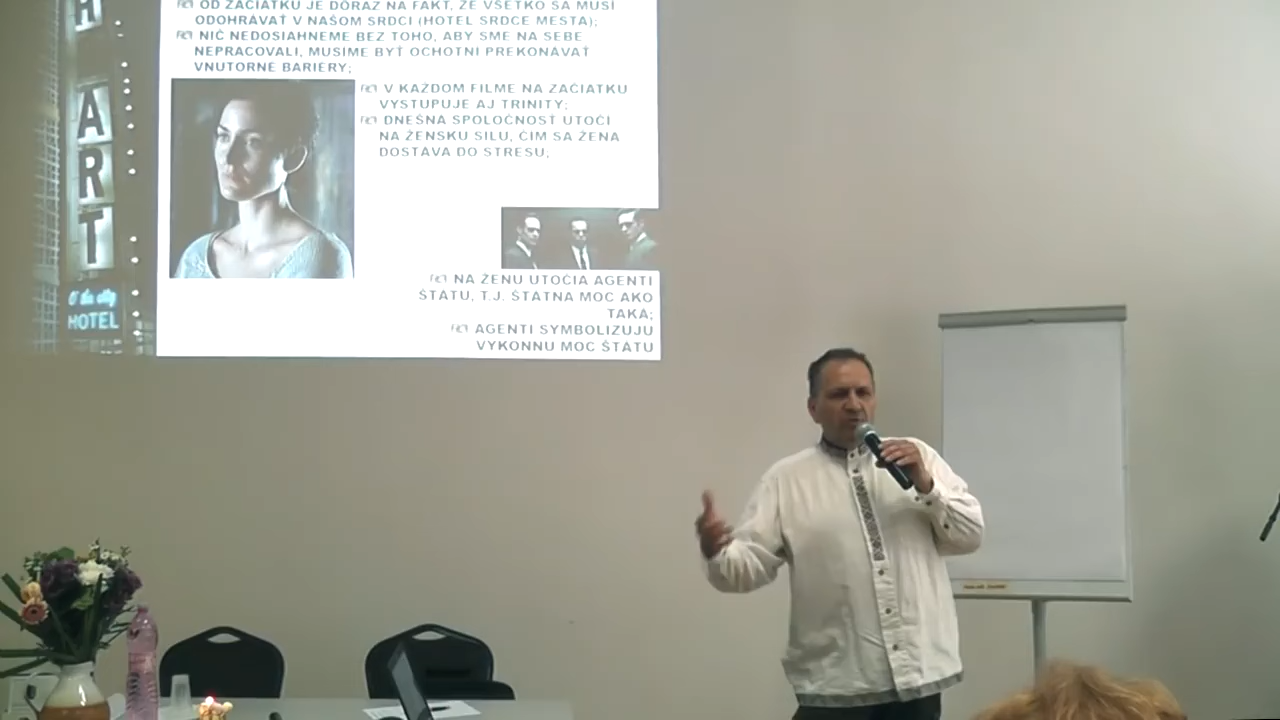 H
ART
O' the city
HOTEL
OD ZAČIATKU JE DÔRAZ NA FAKT, ŽE VŠETKO SA MUSÍ
ODOHRÁVAŤ V NAŠOM SRDCI (HOTEL SRDCE MESTA);
NIČ NEDOSIAHNEME BEZ TOHO, ABY SME NA SEBE
NEPRACOVALI, MUSÍME BYŤ OCHOTNÍ PREKONÁVAŤ
VNÚTORNÉ BARIÉRY;
V KAŽDOM FILME NA ZAČIATKU
VYSTUPUJE AJ TRINITY;
DNEŠNÁ SPOLOČNOSŤ ÚTOČÍ
NA ŽENSKÚ SILU, ČÍM SA ŽENA
DOSTÁVA DO STRESU,
NA ŽENU ÚTOČIA AGENTI
ŠTÁTU, T.J. ŠTÁTNA MOC AKO
TAKÁ;
AGENTI SYMBOLIZUJÚ
VÝKONNÚ MOC ŠTÁTU